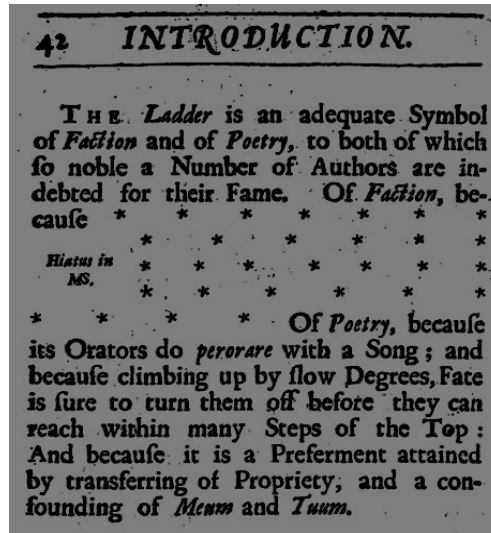 42 INTRODUCTION.
THE Ladder is an adequate Symbol
of Faction and of Poetry, to both of which
ſo noble a Number of Authors are in-
debted for their Fame. Of Faction, be-
cauſe * * * * * * *
* * * * *
Hiatus in * * * * * *
MS.
* * * * *
* * * * Of Poetry, becauſe
its Orators do perorare with a Song ; and
becauſe climbing up by ſlow Degrees, Fate
is ſure to turn them off before they can
reach within many Steps of the Top :
And becauſe it is a Preferment attained
by transferring of Propriety, and a con-
founding of Meum and Tuum.